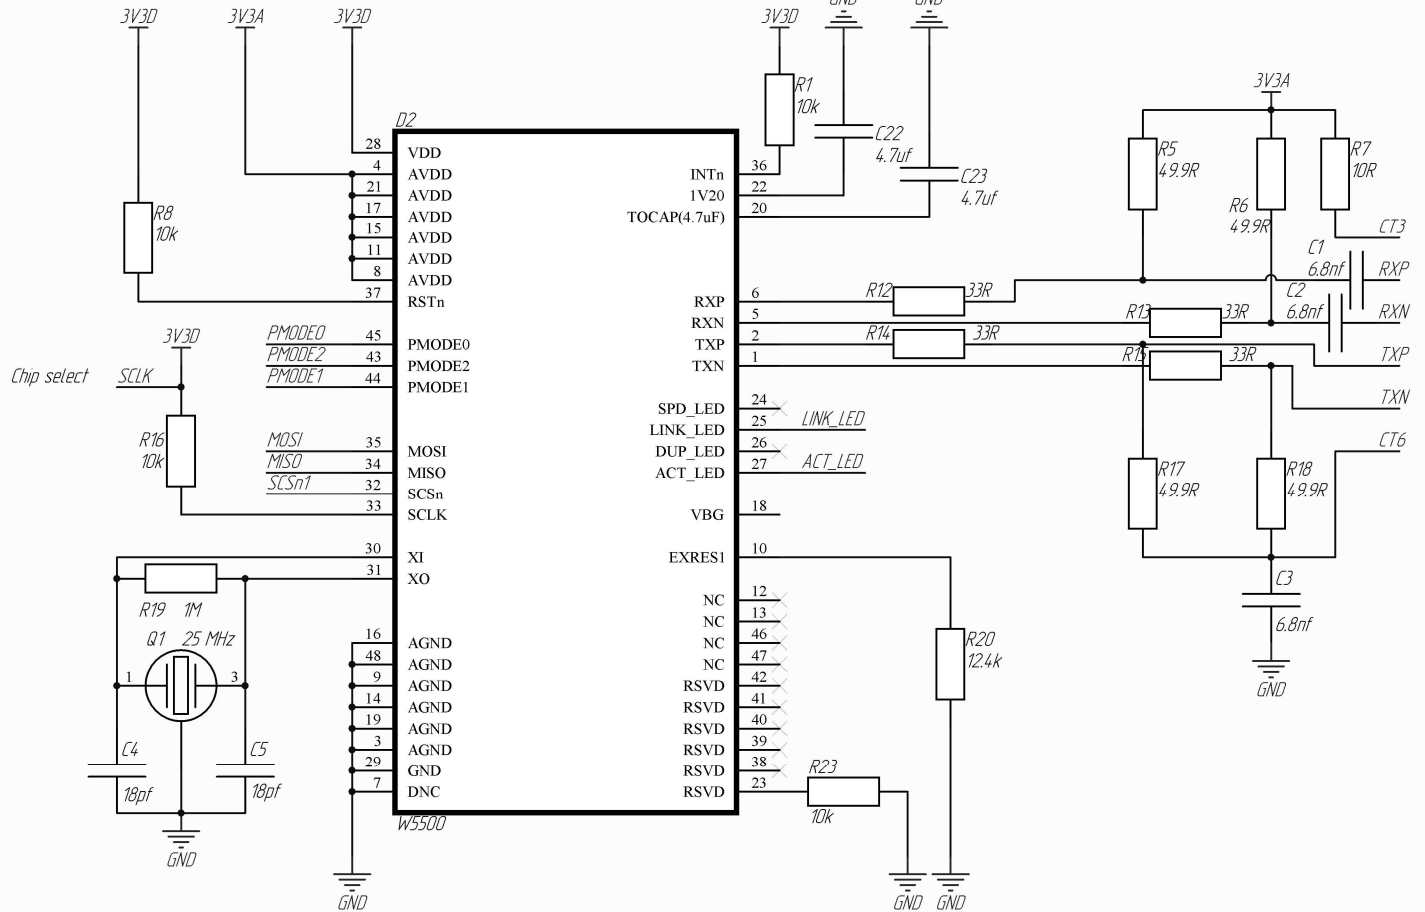 3V3D 3V3A 3V3D 3V3D GND GND
R1
10k
C22
4.7uf
C23
4.7uf
3V3A
R5
49.9R
R6
49.9R
R7
10R
D2
28 VDD
4 AVDD
21 AVDD
17 AVDD
15 AVDD
11 AVDD
8 AVDD
37 RSTn
R8
10k
INTn 36
1V20 22
TOCAP(4.7uF) 20
CT3
C1
6.8nf
RXP
RXP 6 R12 33R
C2
6.8nf
RXN
RXN 5 R13 33R
TXP 2 R14 33R TXP
TXN 1 R15 33R TXN
3V3D
PMODE0 45 PMODE0
PMODE2 43 PMODE2
PMODE1 44 PMODE1
Chip select SCLK
R16
10k
MOSI 35 MOSI
MISO 34 MISO
SCSn1 32 SCSn
33 SCLK
SPD_LED 24
LINK_LED 25 LINK_LED
DUP_LED 26
ACT_LED 27 ACT_LED
VBG 18
EXRES1 10
CT6
R17
49.9R
R18
49.9R
C3
6.8nf
GND
30 XI
31 XO
R19 1M
Q1 25 MHz
1 3
C4
18pf
C5
18pf
GND
16 AGND
48 AGND
9 AGND
14 AGND
19 AGND
3 AGND
29 GND
7 DNC
NC 12
NC 13
NC 46
NC 47
RSVD 42
RSVD 41
RSVD 40
RSVD 39
RSVD 38
RSVD 23
R20
12.4k
R23
10k
W5500
GND GND GND